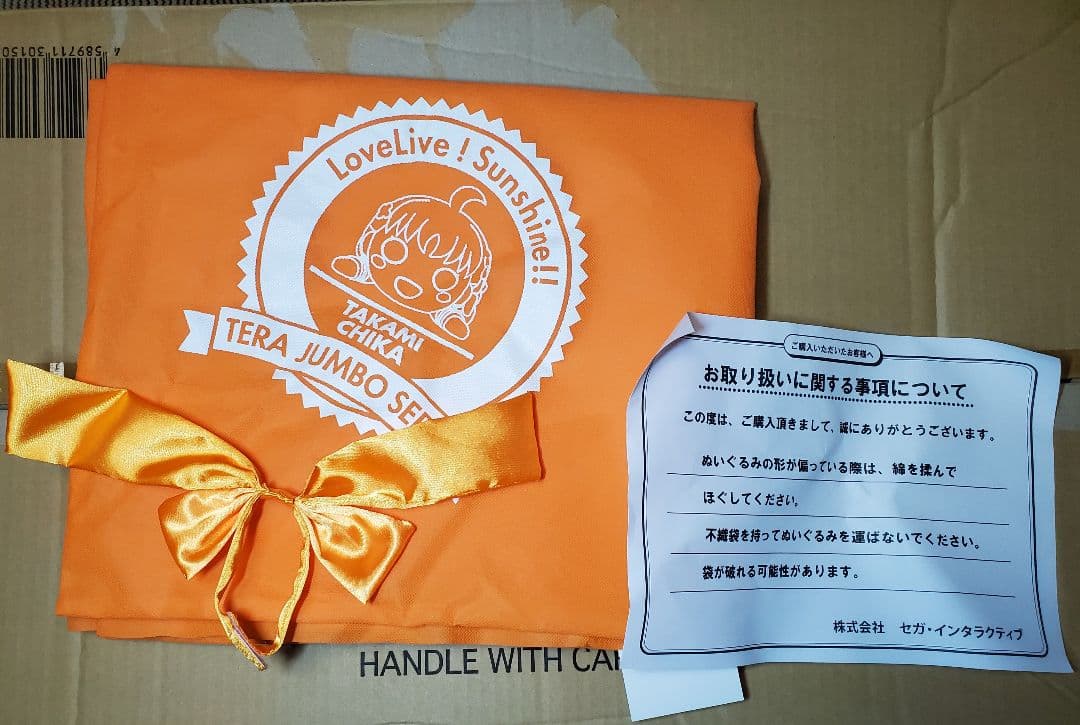 4 589711 30150
LoveLive ! Sunshine!!
TAKAMI
CHIKA
TERA JUMBO
ご購入いただいたお客様へ
お取り扱いに関する事項について
この度は、ご購入頂きまして、誠にありがとうございます。
ぬいぐるみの形が偏っている際は、綿を揉んで
ほぐしてください。
不織袋を持ってぬいぐるみを運ばないでください。
袋が破れる可能性があります。
株式会社 セガ・インタラクティブ
HANDLE WITH